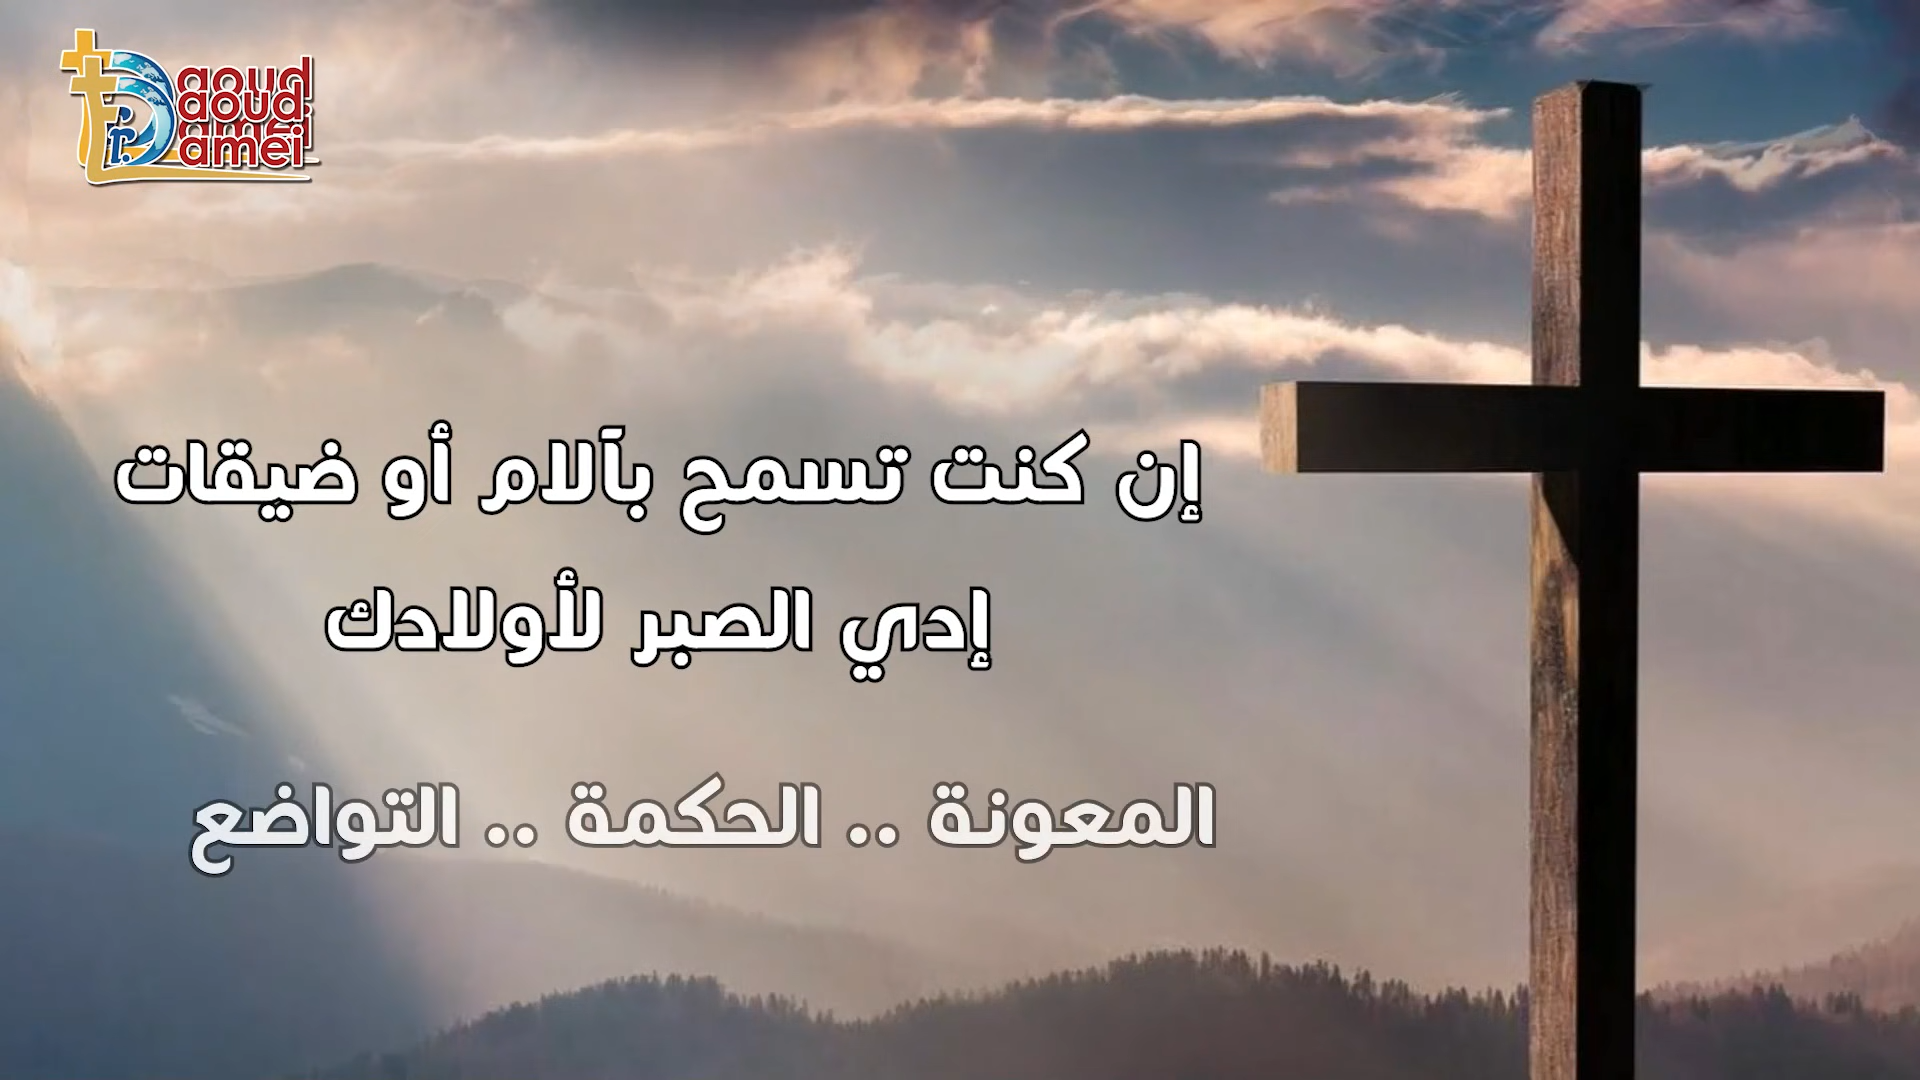 Fr. Daoud Lamei
إن كنت تسمح بآلام أو ضيقات
إدي الصبر لأولادك
المعونة .. الحكمة .. التواضع